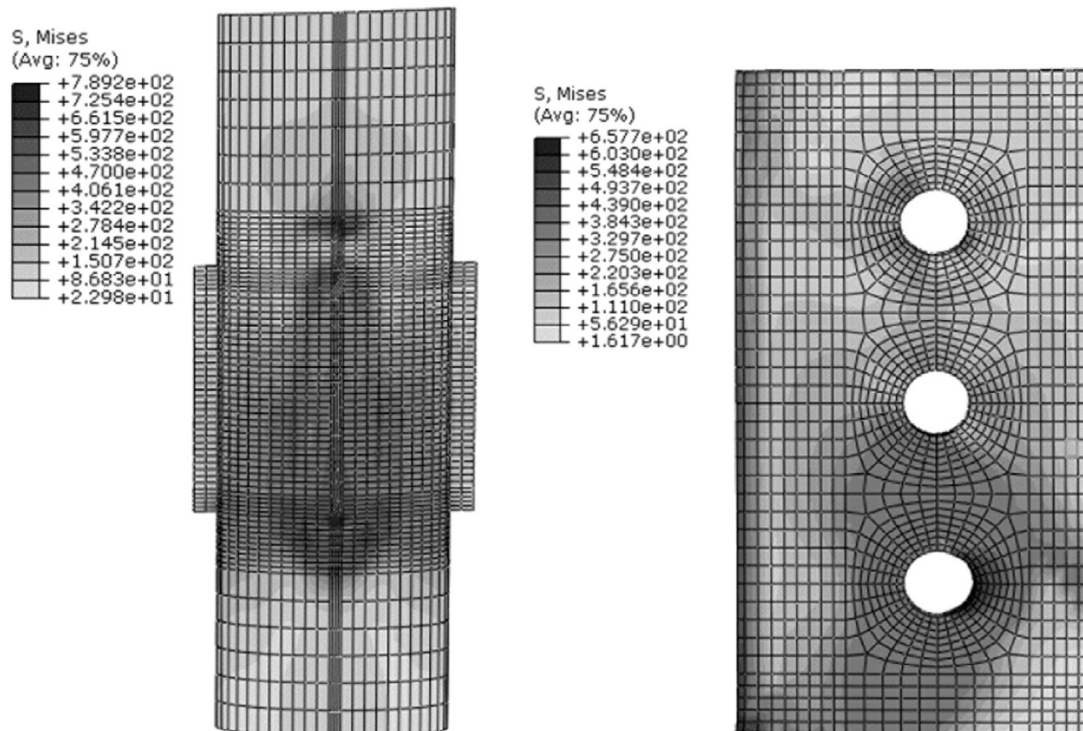 S, Mises
(Avg: 75%)
+7.892e+02
+7.254e+02
+6.615e+02
+5.977e+02
+5.338e+02
+4.700e+02
+4.061e+02
+3.422e+02
+2.784e+02
+2.145e+02
+1.507e+02
+8.683e+01
+2.298e+01
S, Mises
(Avg: 75%)
+6.577e+02
+6.030e+02
+5.484e+02
+4.937e+02
+4.390e+02
+3.843e+02
+3.297e+02
+2.750e+02
+2.203e+02
+1.656e+02
+1.110e+02
+5.629e+01
+1.617e+00